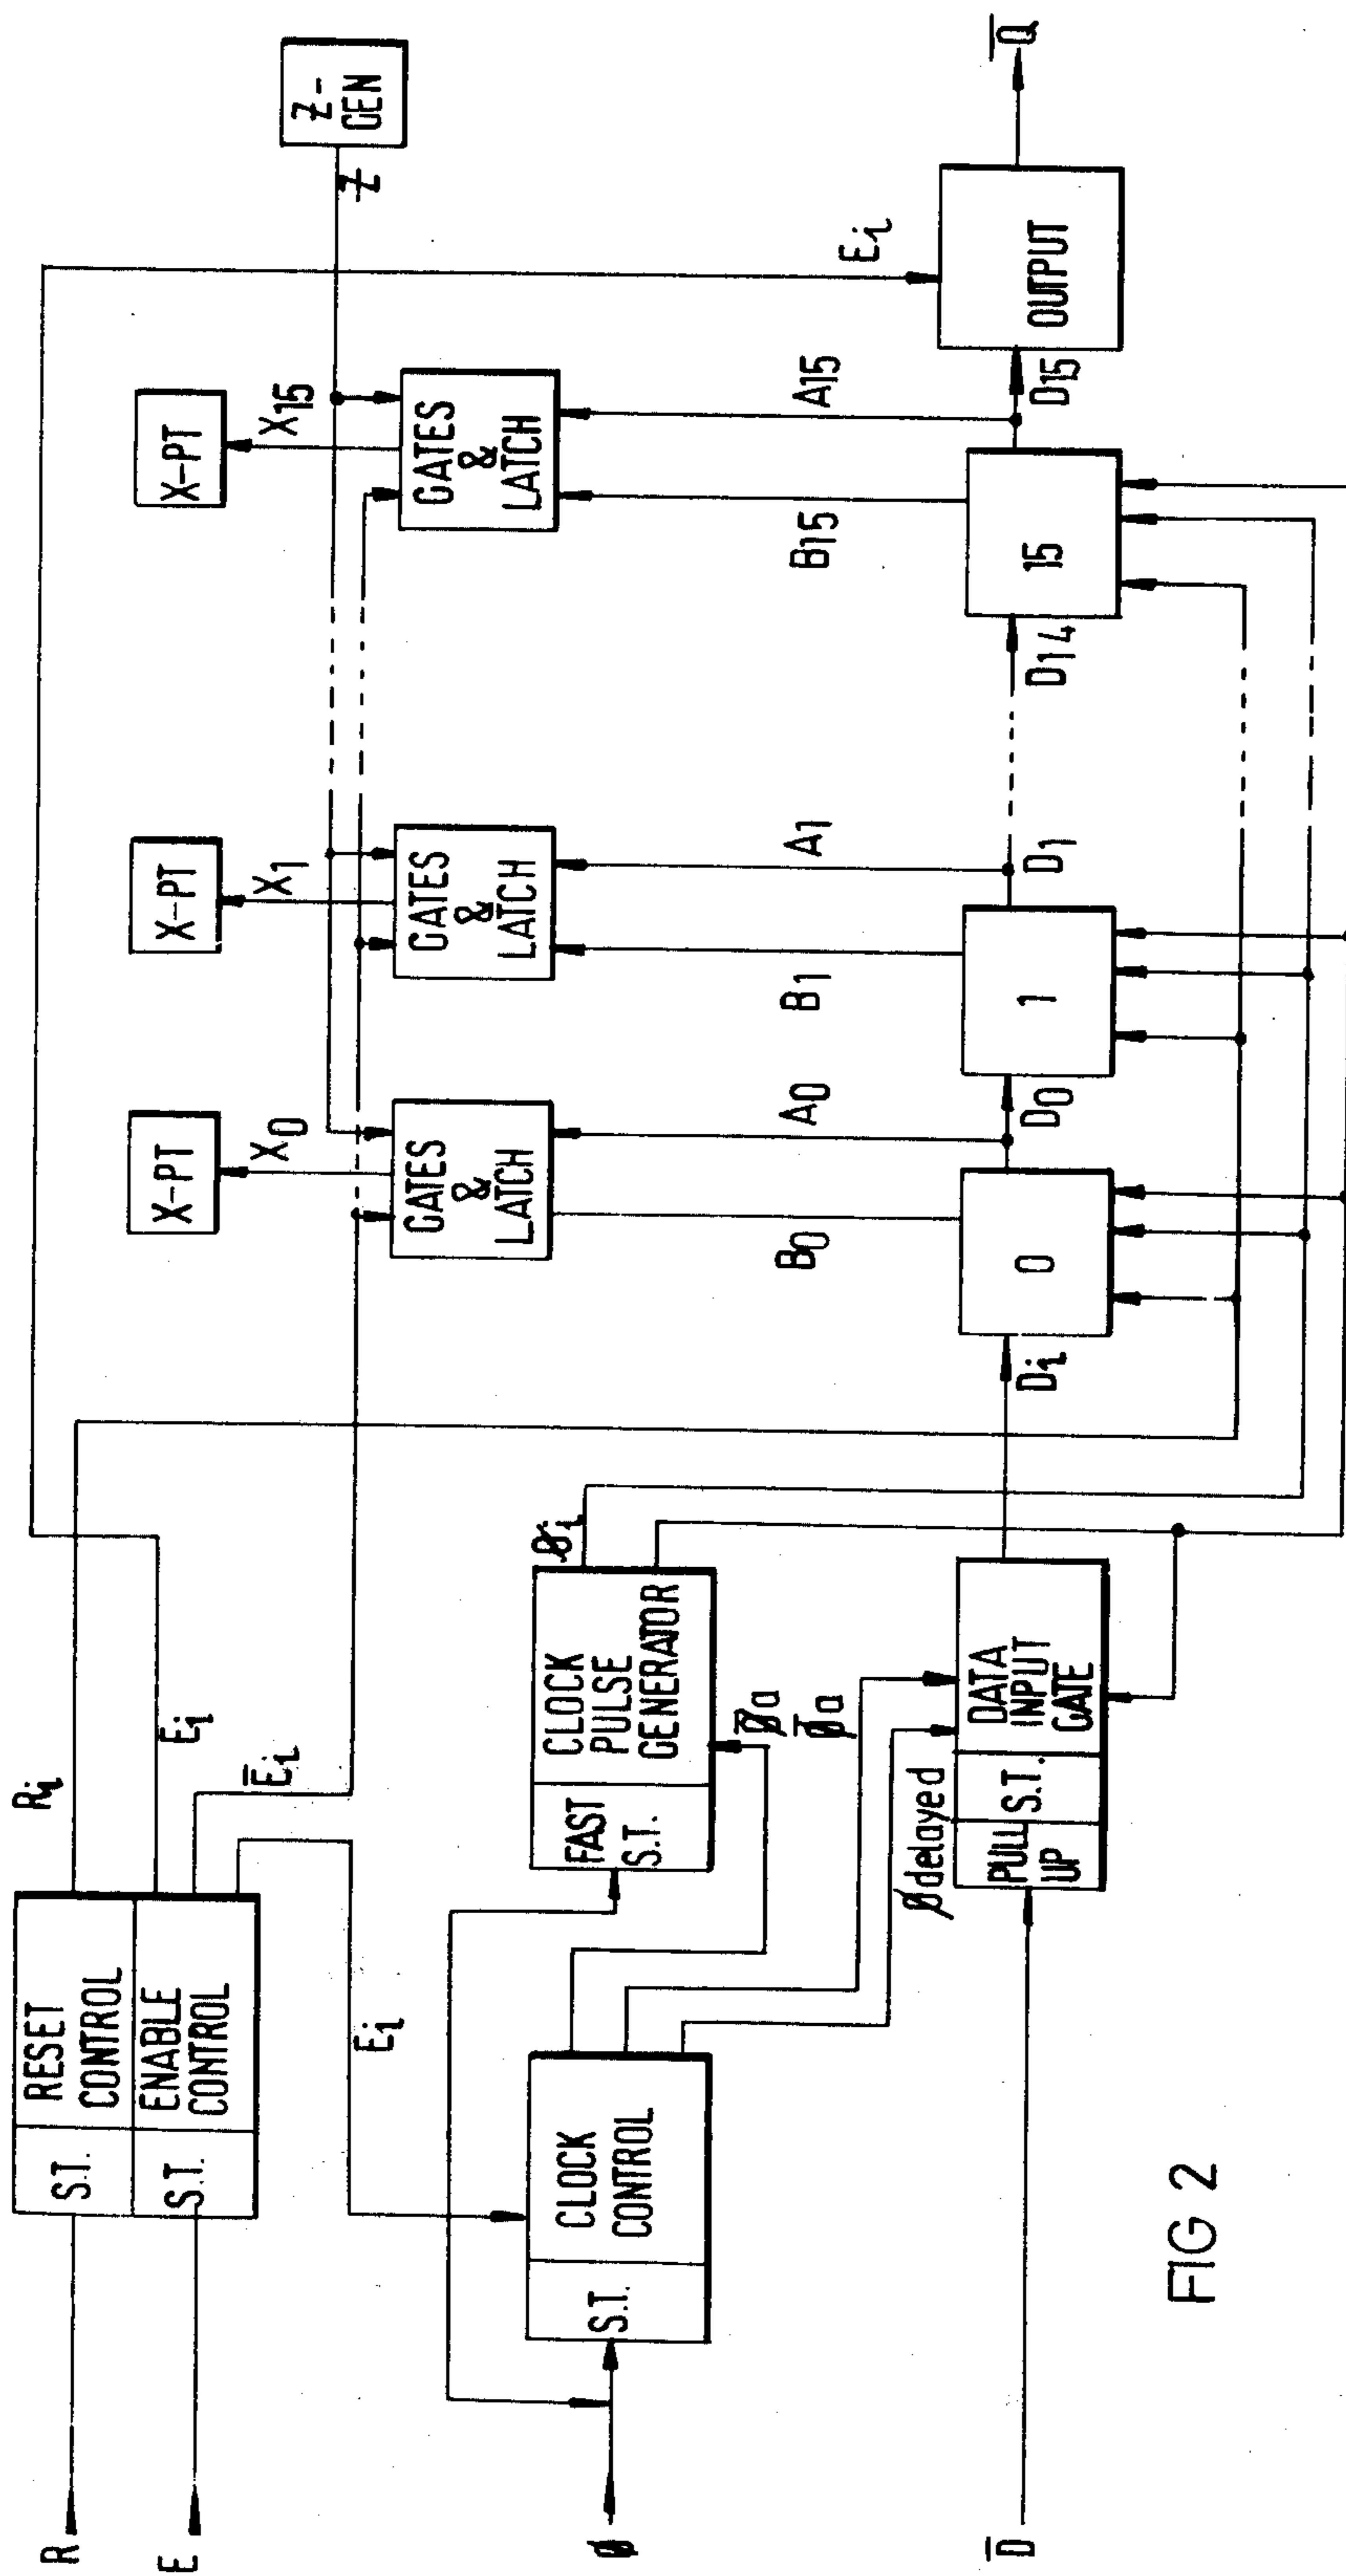 R
E
S.T.
RESET
CONTROL
S.T.
ENABLE
CONTROL
Ri
Ei
Ēi
Ei
Ø
S.T.
CLOCK
CONTROL
FAST
S.T.
CLOCK
PULSE
GENERATOR
Øi
Ø̅a
Ø̅a
Ø delayed
D̅
PULL
UP
S.T.
DATA
INPUT
GATE
Di
X-PT
X0
GATES
&
LATCH
B0
A0
0
D0
X-PT
X1
GATES
&
LATCH
B1
A1
1
D1
D14
X-PT
X15
GATES
&
LATCH
B15
A15
15
D15
Z
Z-
GEN
Ei
OUTPUT
Q̅
FIG 2